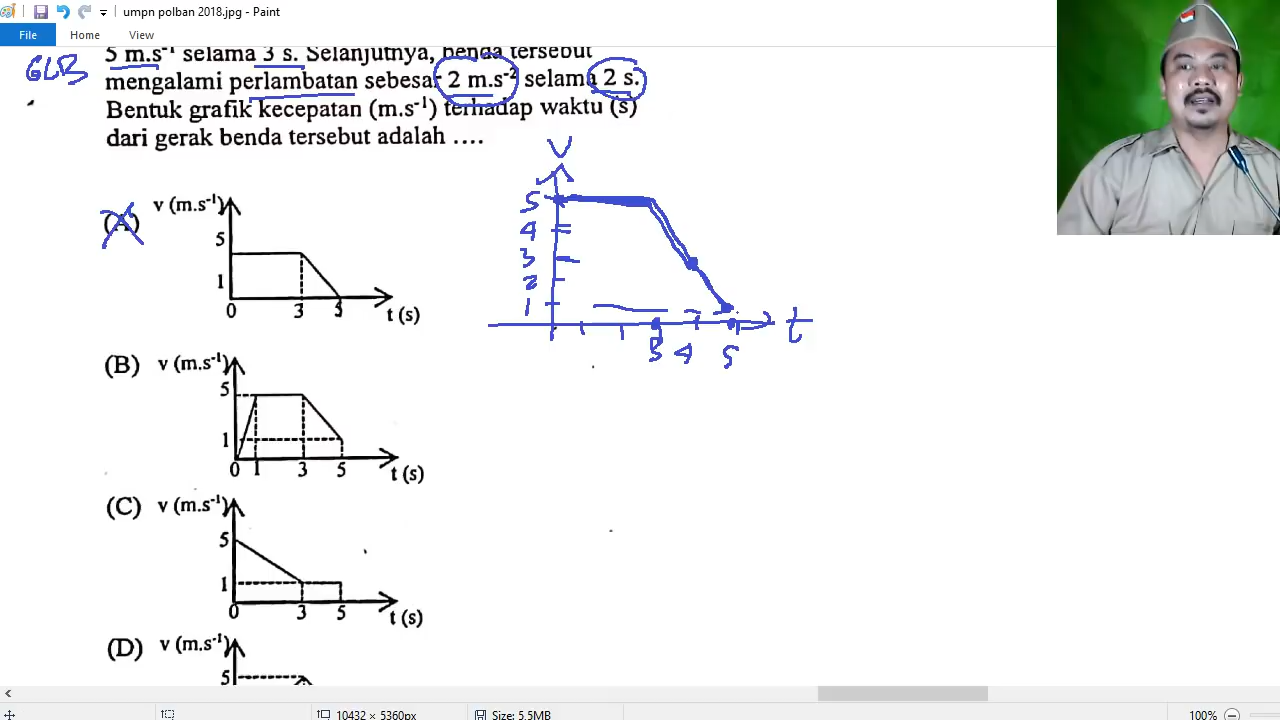 umpn polban 2018.jpg - Paint
File Home View
GLB
5 m.s⁻¹ selama 3 s. Selanjutnya, benda tersebut
mengalami perlambatan sebesar 2 m.s⁻² selama 2 s.
Bentuk grafik kecepatan (m.s⁻¹) terhadap waktu (s)
dari gerak benda tersebut adalah ....
V
5
4
3
2
1
3 4 5
t
(A) v (m.s⁻¹)
5
1
0 3 5 t (s)
(B) v (m.s⁻¹)
5
1
0 1 3 5 t (s)
(C) v (m.s⁻¹)
5
1
0 3 5 t (s)
(D) v (m.s⁻¹)
5
10432 × 5360px Size: 5.5MB 100%